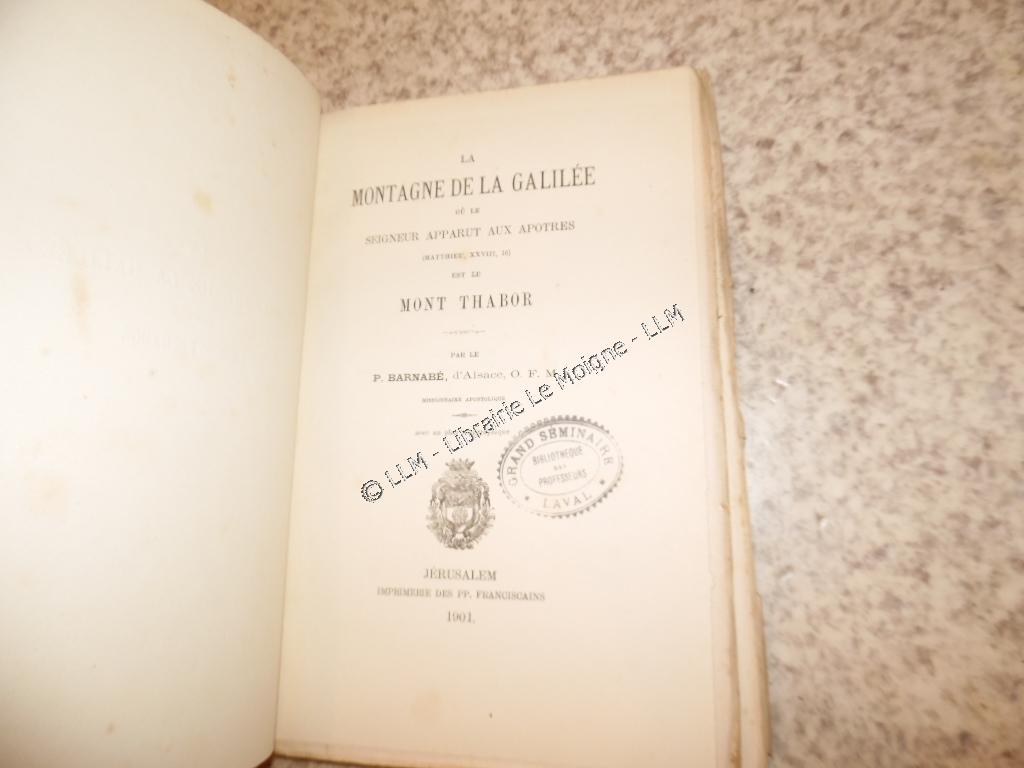 LA
MONTAGNE DE LA GALILÉE
OÙ LE
SEIGNEUR APPARUT AUX APOTRES
(MATTHIEU, XXVIII, 16)
EST LE
MONT THABOR
PAR LE
P. BARNABÉ, d'Alsace, O. F. M.
MISSIONNAIRE APOSTOLIQUE
avec un
© LLM - Librairie Le Moigne - LLM
GRAND SÉMINAIRE
BIBLIOTHÈQUE
DES
PROFESSEURS
* LAVAL *
JÉRUSALEM
IMPRIMERIE DES PP. FRANCISCAINS
1901.